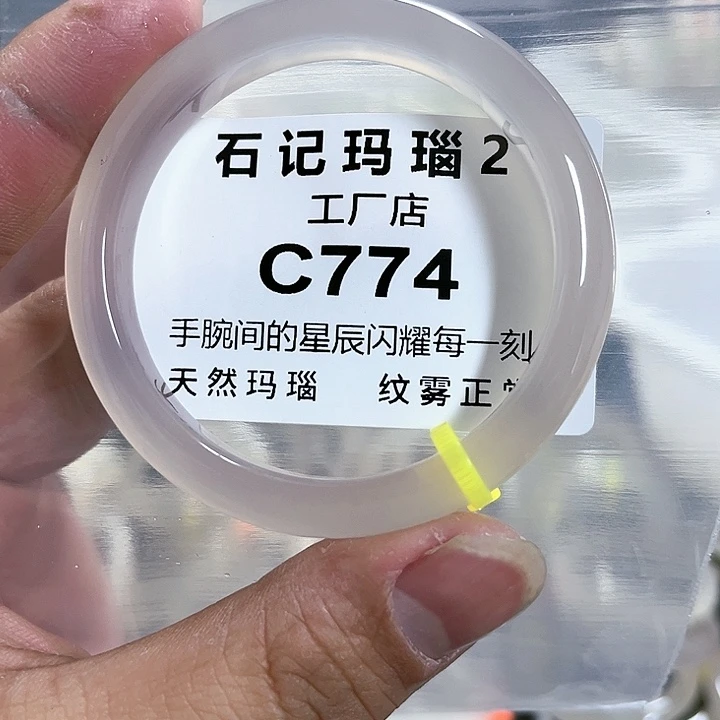 石记玛瑙2
工厂店
C774
手腕间的星辰闪耀每一刻
天然玛瑙 纹雾正